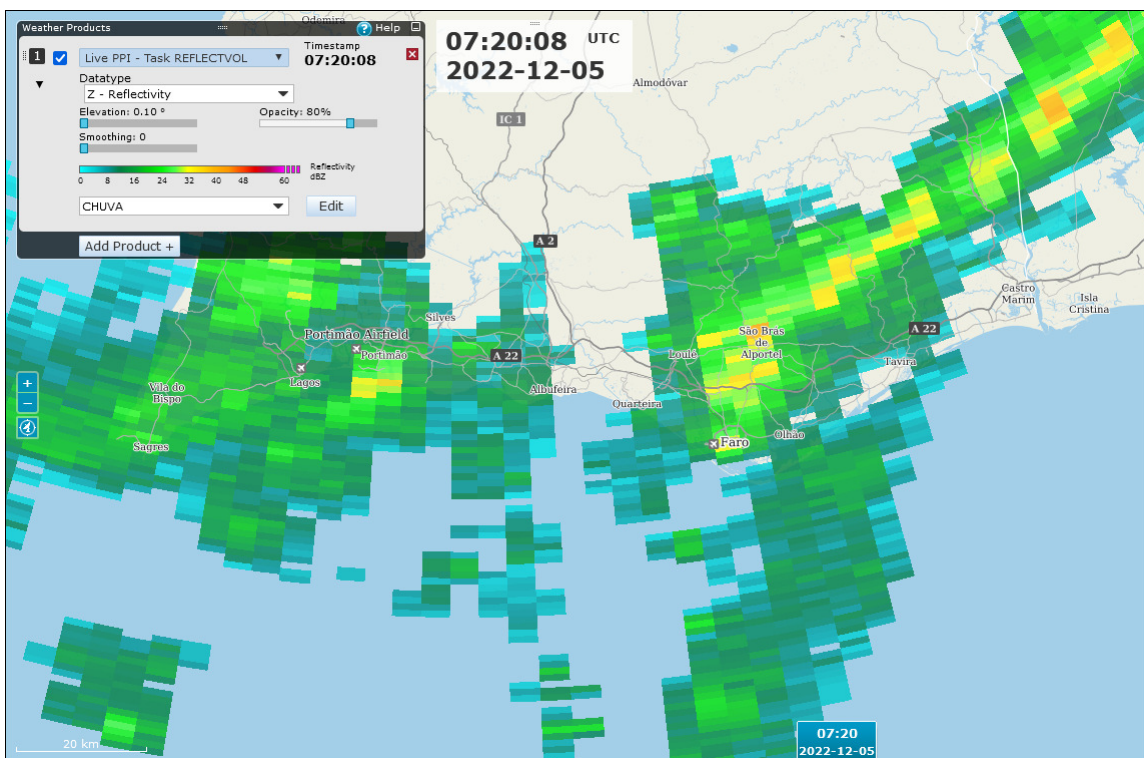 Weather Products
Help
1
Live PPI - Task REFLECTVOL
Timestamp
07:20:08
Datatype
Z - Reflectivity
Elevation: 0.10 °
Opacity: 80%
Smoothing: 0
Reflectivity
dBZ
0 8 16 24 32 40 48 60
CHUVA
Edit
Add Product +
07:20:08 UTC
2022-12-05
Odemira
Almodôvar
IC 1
A 2
Castro
Marim
Isla
Cristina
Silves
Portimão Airfield
Portimão
A 22
São Brás
de
Alportel
A 22
Loulé
Tavira
Lagos
Vila do
Bispo
Albufeira
Quarteira
Sagres
Faro
Olhão
+
−
20 km
07:20
2022-12-05